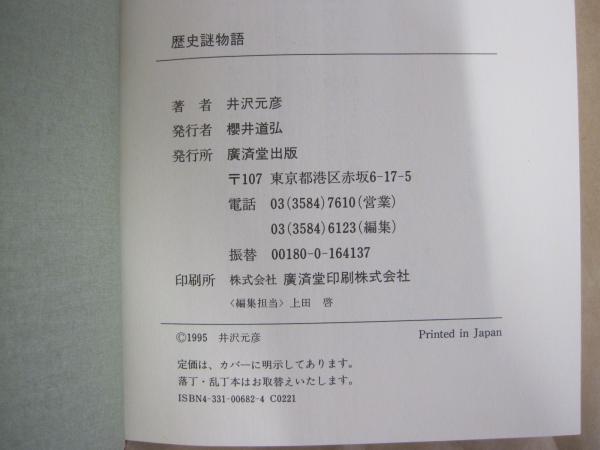 歴史謎物語
著者 井沢元彦
発行者 櫻井道弘
発行所 廣済堂出版
〒107 東京都港区赤坂6-17-5
電話 03(3584)7610(営業)
03(3584)6123(編集)
振替 00180-0-164137
印刷所 株式会社 廣済堂印刷株式会社
〈編集担当〉上田 啓
©1995 井沢元彦 Printed in Japan
定価は、カバーに明示してあります。
落丁・乱丁本はお取替えいたします。
ISBN4-331-00682-4 C0221